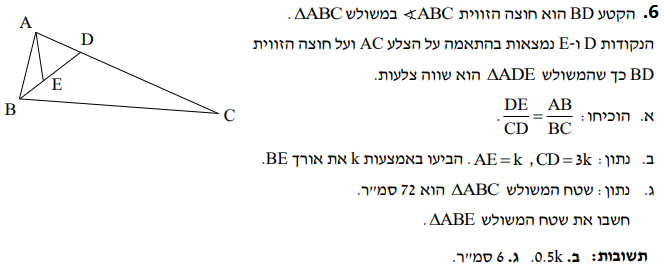 6. הקטע BD הוא חוצה הזווית ∢ABC במשולש ΔABC.
הנקודות D ו-E נמצאות בהתאמה על הצלע AC ועל חוצה הזווית
BD כך שהמשולש ΔADE הוא שווה צלעות.
א. הוכיחו: DE/CD = AB/BC.
ב. נתון: AE = k, CD = 3k. הביעו באמצעות k את אורך BE.
ג. נתון: שטח המשולש ΔABC הוא 72 סמ״ר.
חשבו את שטח המשולש ΔABE.
תשובות: ב. 0.5k. ג. 6 סמ״ר.
A
D
E
B
C